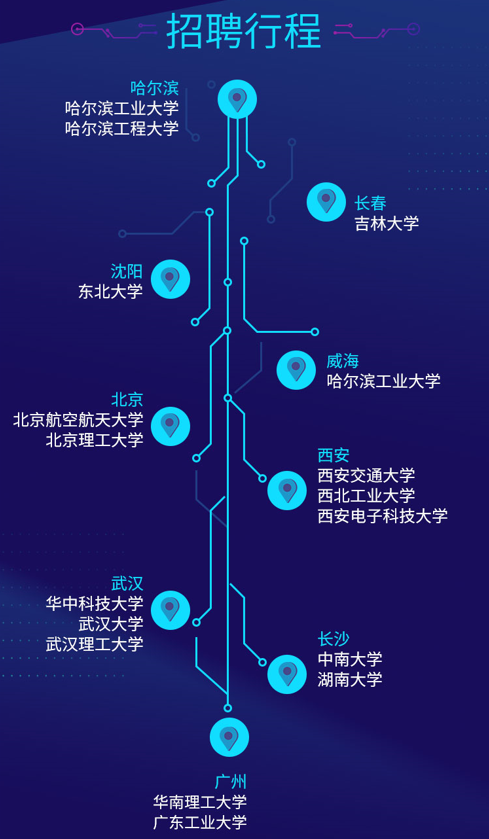 招聘行程
哈尔滨
哈尔滨工业大学
哈尔滨工程大学
长春
吉林大学
沈阳
东北大学
威海
哈尔滨工业大学
北京
北京航空航天大学
北京理工大学
西安
西安交通大学
西北工业大学
西安电子科技大学
武汉
华中科技大学
武汉大学
武汉理工大学
长沙
中南大学
湖南大学
广州
华南理工大学
广东工业大学